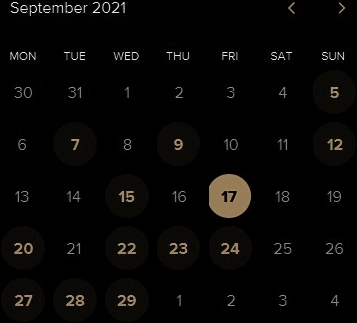 September 2021
MON TUE WED THU FRI SAT SUN
30 31 1 2 3 4 5
6 7 8 9 10 11 12
13 14 15 16 17 18 19
20 21 22 23 24 25 26
27 28 29 1 2 3 4